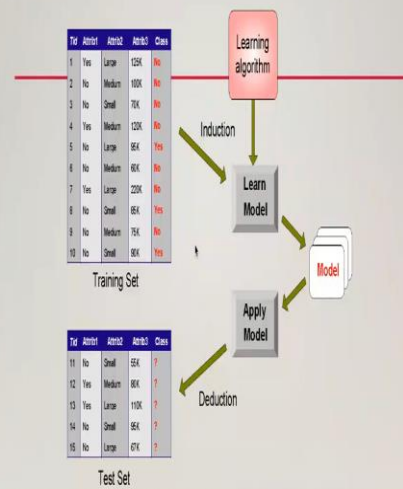 Tid Attrib1 Attrib2 Attrib3 Class
1 Yes Large 125K No
2 No Medium 100K No
3 No Small 70K No
4 Yes Medium 120K No
5 No Large 95K Yes
6 No Medium 60K No
7 Yes Large 220K No
8 No Small 85K Yes
9 No Medium 75K No
10 No Small 90K Yes
Training Set
Learning
algorithm
Induction
Learn
Model
Model
Apply
Model
Deduction
Tid Attrib1 Attrib2 Attrib3 Class
11 No Small 55K ?
12 Yes Medium 80K ?
13 Yes Large 110K ?
14 No Small 95K ?
15 No Large 67K ?
Test Set